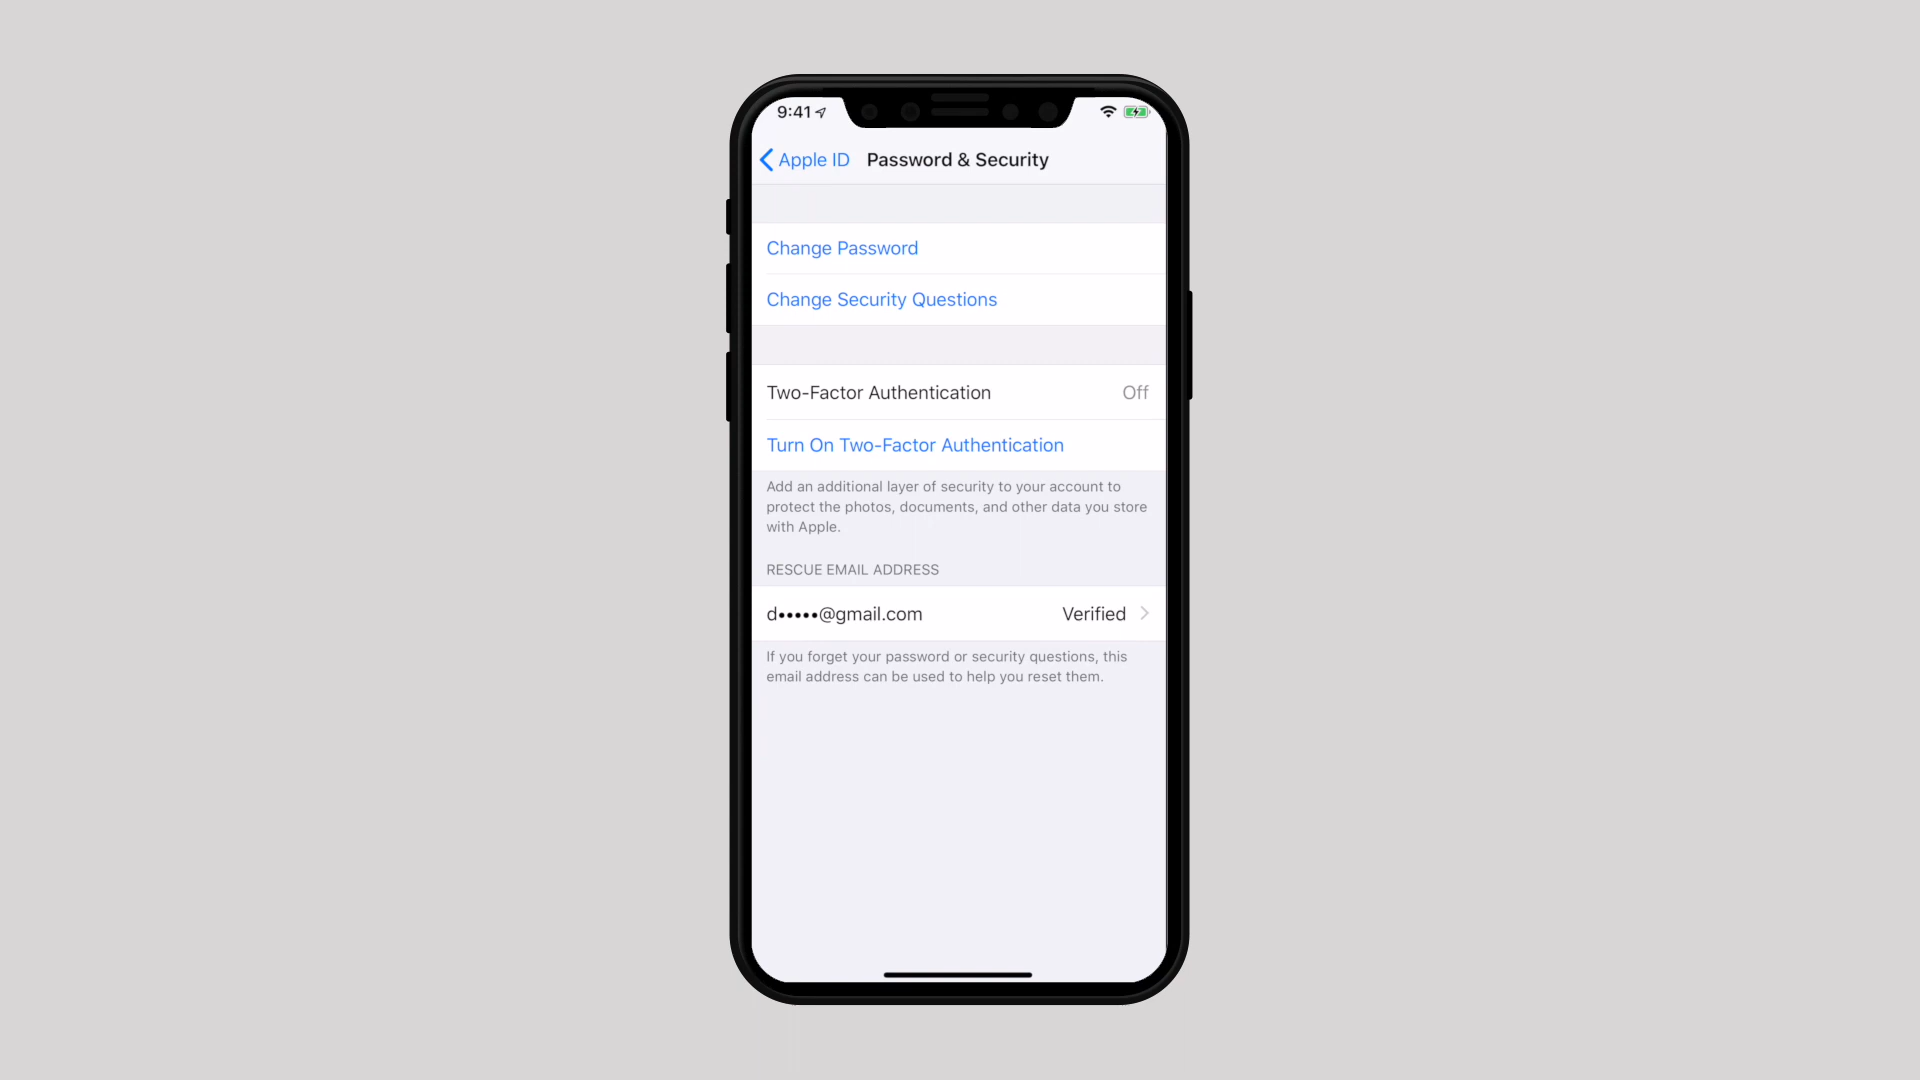 9:41
Apple ID Password & Security
Change Password
Change Security Questions
Two-Factor Authentication Off
Turn On Two-Factor Authentication
Add an additional layer of security to your account to
protect the photos, documents, and other data you store
with Apple.
RESCUE EMAIL ADDRESS
d•••••@gmail.com Verified
If you forget your password or security questions, this
email address can be used to help you reset them.